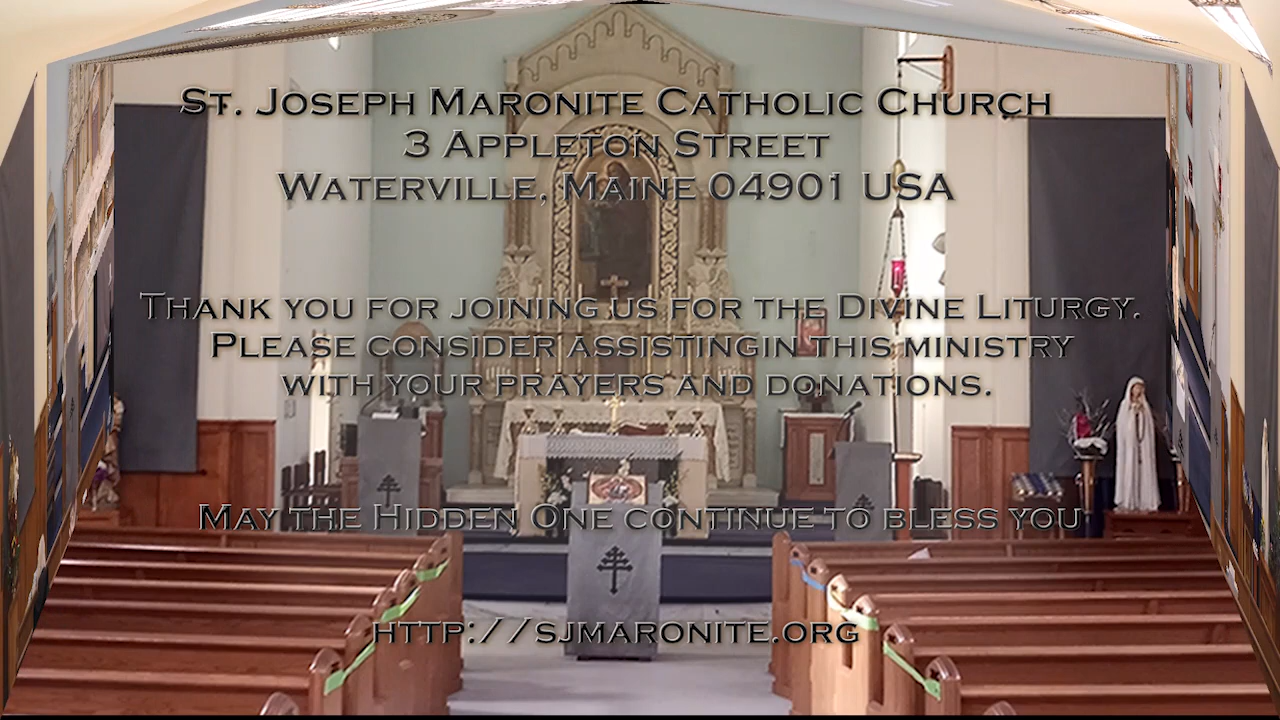 St. Joseph Maronite Catholic Church
3 Appleton Street
Waterville, Maine 04901 USA
Thank you for joining us for the Divine Liturgy.
Please consider assistingin this ministry
with your prayers and donations.
May the Hidden One continue to bless you
http://sjmaronite.org